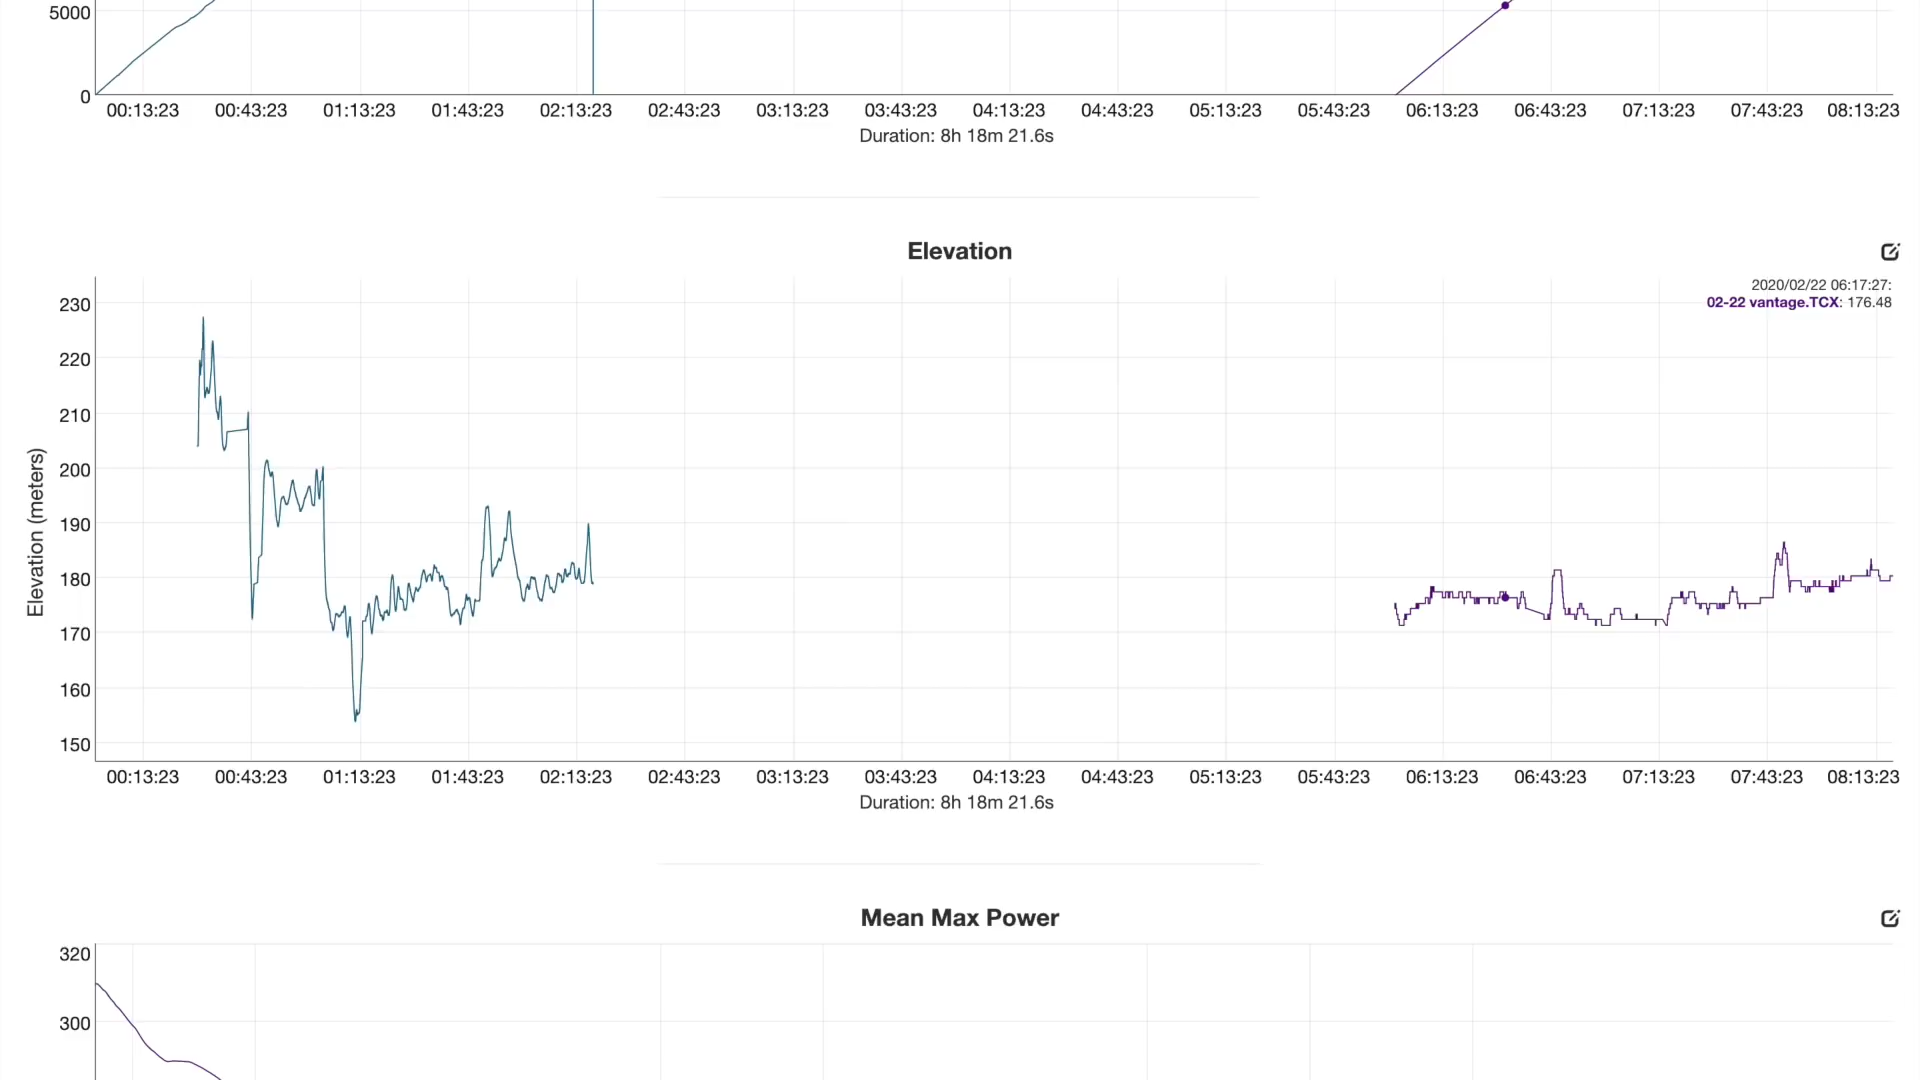 5000
0
00:13:23 00:43:23 01:13:23 01:43:23 02:13:23 02:43:23 03:13:23 03:43:23 04:13:23 04:43:23 05:13:23 05:43:23 06:13:23 06:43:23 07:13:23 07:43:23 08:13:23
Duration: 8h 18m 21.6s
Elevation
2020/02/22 06:17:27:
02-22 vantage.TCX: 176.48
Elevation (meters)
230
220
210
200
190
180
170
160
150
00:13:23 00:43:23 01:13:23 01:43:23 02:13:23 02:43:23 03:13:23 03:43:23 04:13:23 04:43:23 05:13:23 05:43:23 06:13:23 06:43:23 07:13:23 07:43:23 08:13:23
Duration: 8h 18m 21.6s
Mean Max Power
320
300